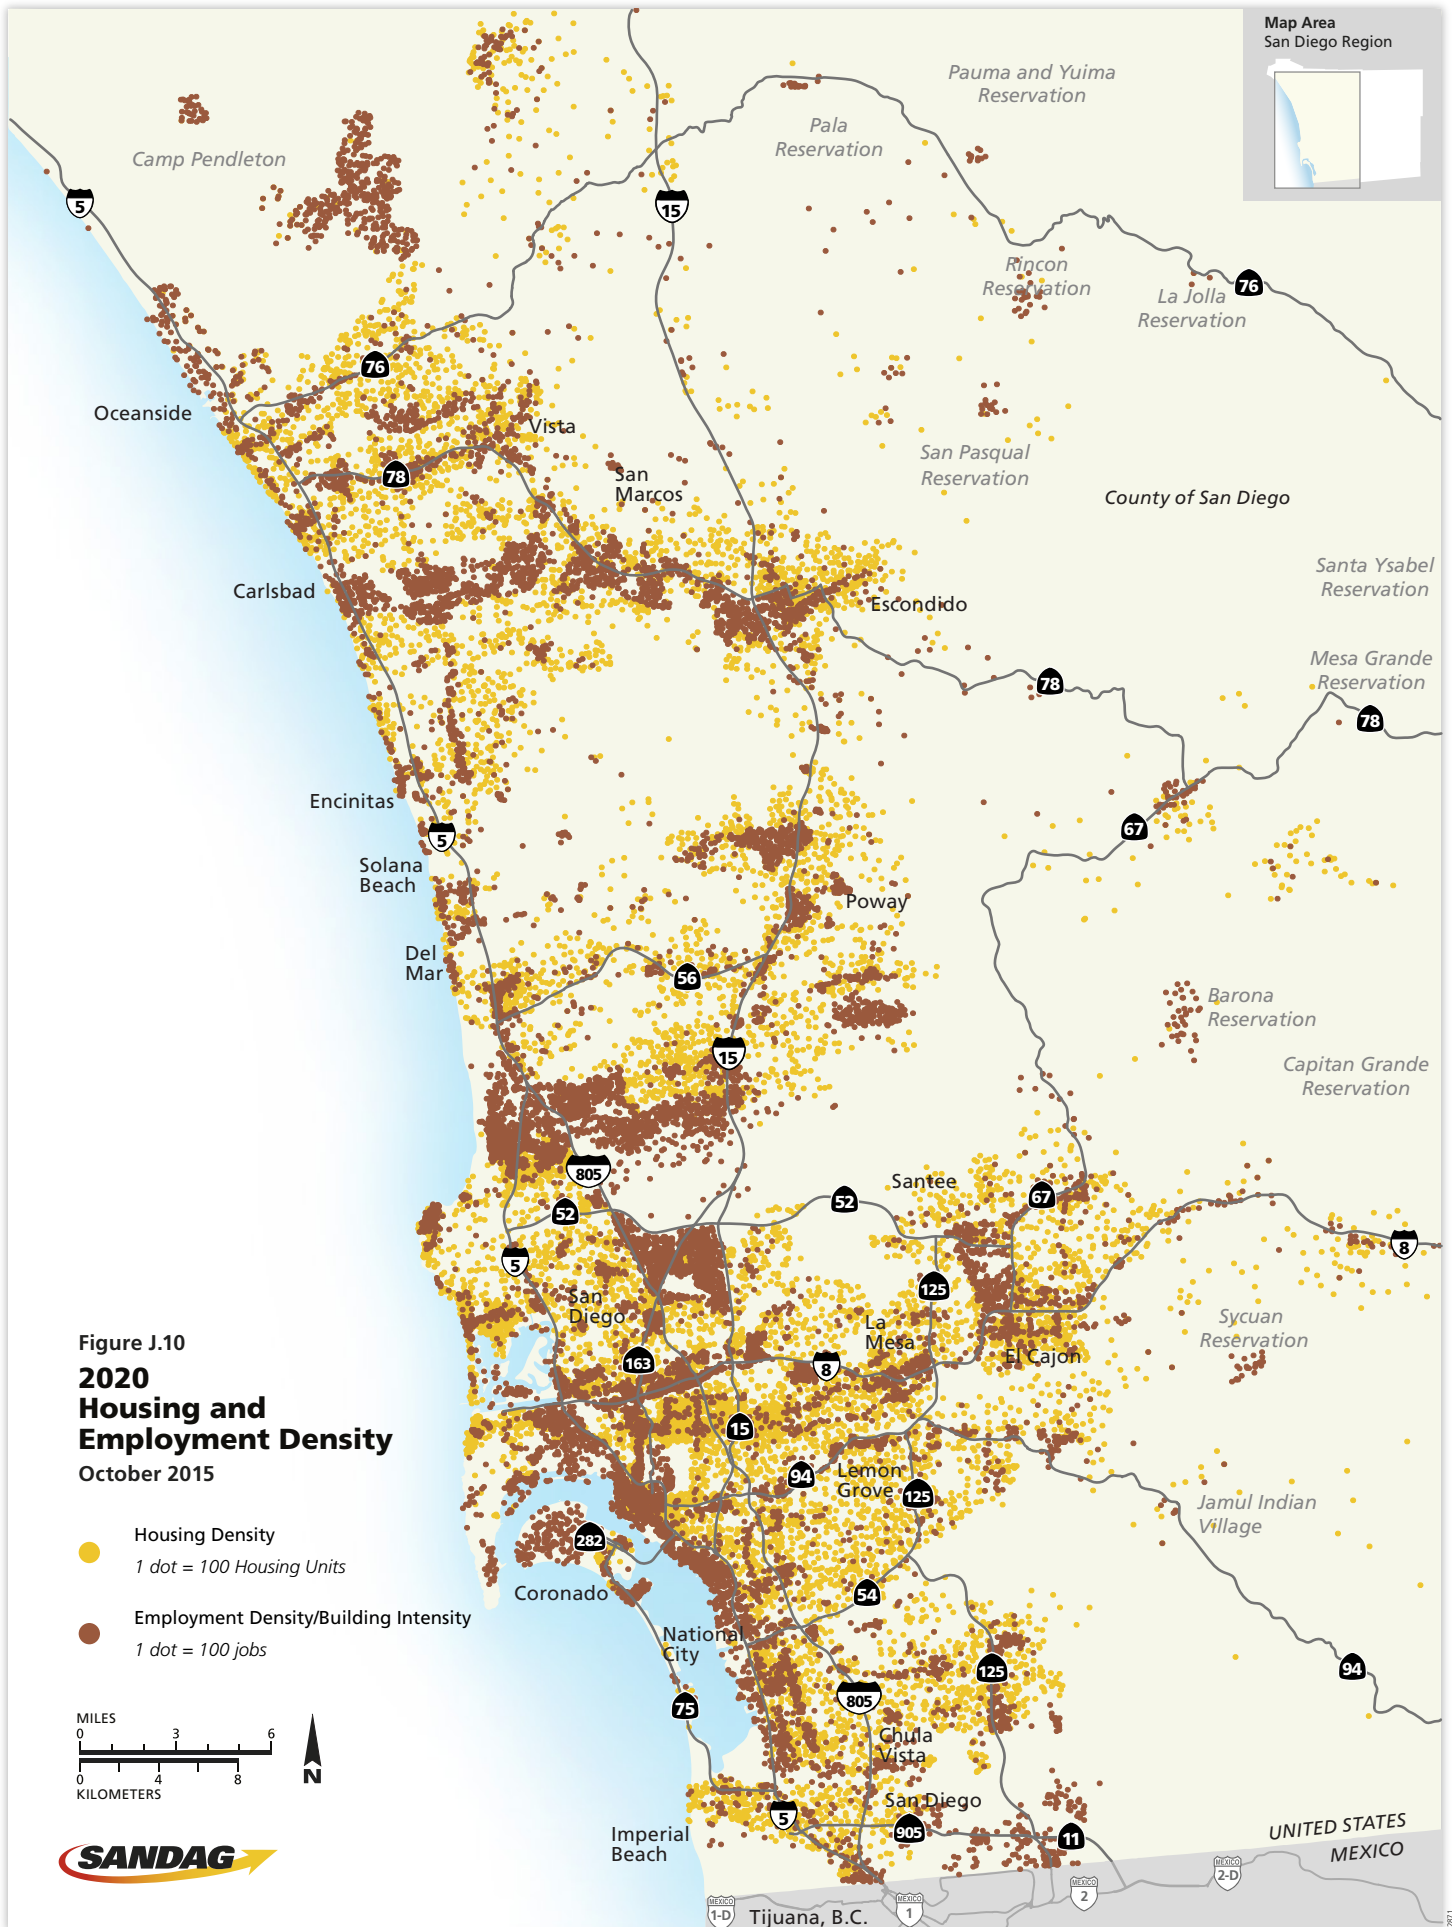 Map Area
San Diego Region
Pauma and Yuima
Reservation
Pala
Reservation
Camp Pendleton
5
15
Rincon
Reservation
La Jolla
Reservation
76
76
Oceanside
Vista
San Pasqual
Reservation
78
San
Marcos
County of San Diego
Santa Ysabel
Reservation
Carlsbad
Escondido
Mesa Grande
Reservation
78
78
Encinitas
5
67
Solana
Beach
Poway
Del
Mar
56
Barona
Reservation
15
Capitan Grande
Reservation
805
Santee
52
52
67
5
8
125
San
Diego
La
Mesa
Sycuan
Reservation
163
8
El Cajon
Figure J.10
2020
Housing and
Employment Density
October 2015
15
94
Lemon
Grove
125
Jamul Indian
Village
Housing Density
1 dot = 100 Housing Units
282
Coronado
54
Employment Density/Building Intensity
1 dot = 100 jobs
National
City
125
94
805
75
MILES
0 3 6
0 4 8
KILOMETERS
N
Chula
Vista
San Diego
5
905
11
Imperial
Beach
UNITED STATES
MEXICO
SANDAG
MEXICO
1-D
Tijuana, B.C.
MEXICO
1
MEXICO
2
MEXICO
2-D